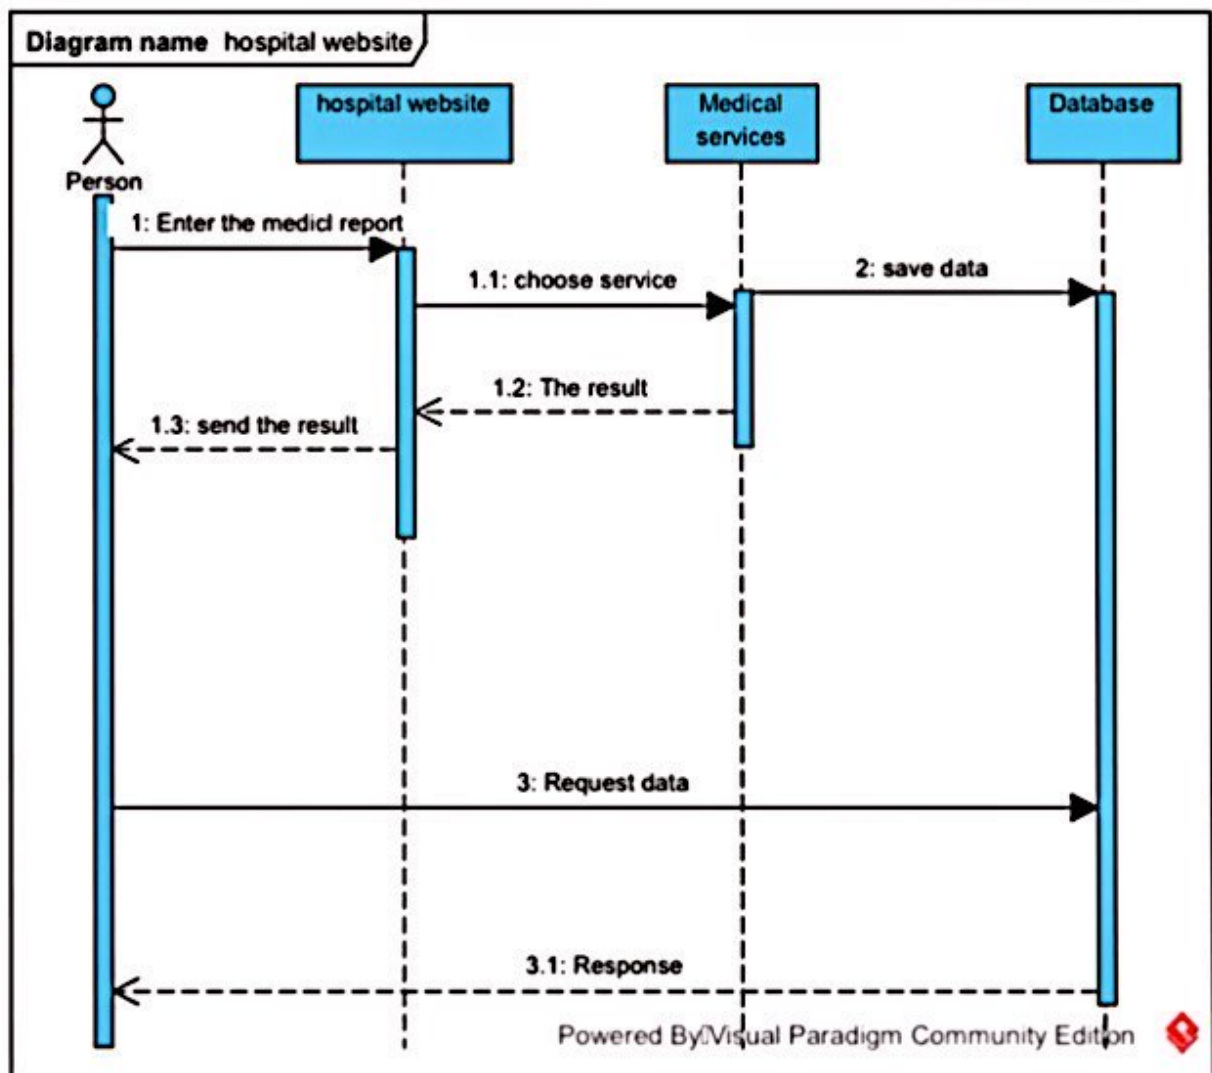 Diagram name hospital website
hospital website
Medical
services
Database
Person
1: Enter the medicl report
1.1: choose service
2: save data
1.2: The result
1.3: send the result
3: Request data
3.1: Response
Powered By Visual Paradigm Community Edition